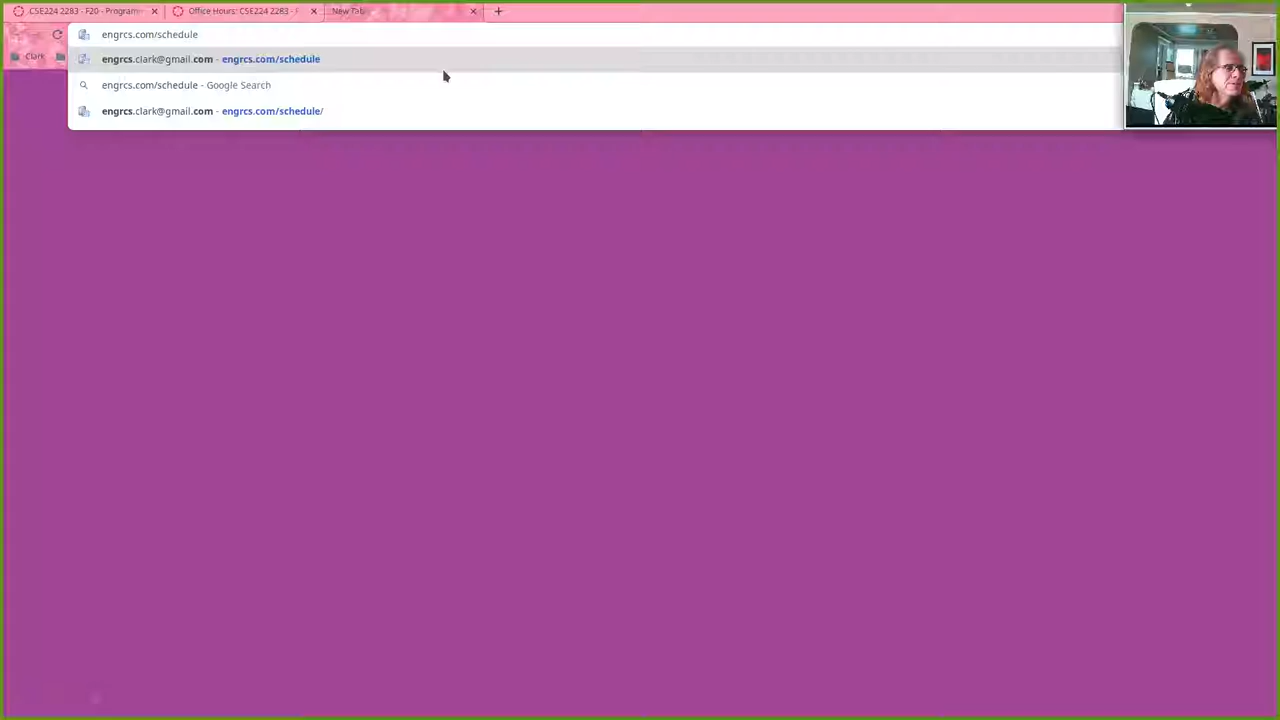 CSE224 2283 - F20 - Program
Office Hours: CSE224 2283 - F
New Tab
engrcs.com/schedule
Clark
engrcs.clark@gmail.com - engrcs.com/schedule
engrcs.com/schedule - Google Search
engrcs.clark@gmail.com - engrcs.com/schedule/